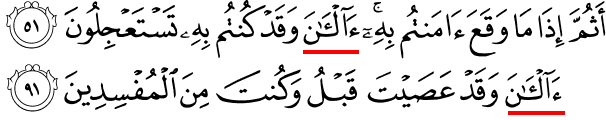 أَثُمَّ إِذَا مَا وَقَعَ ءَامَنتُم بِهِۦٓ ۚ ءَآلْـَٰٔنَ وَقَدْ كُنتُم بِهِۦ تَسْتَعْجِلُونَ ٥١
ءَآلْـَٰٔنَ وَقَدْ عَصَيْتَ قَبْلُ وَكُنتَ مِنَ ٱلْمُفْسِدِينَ ٩١